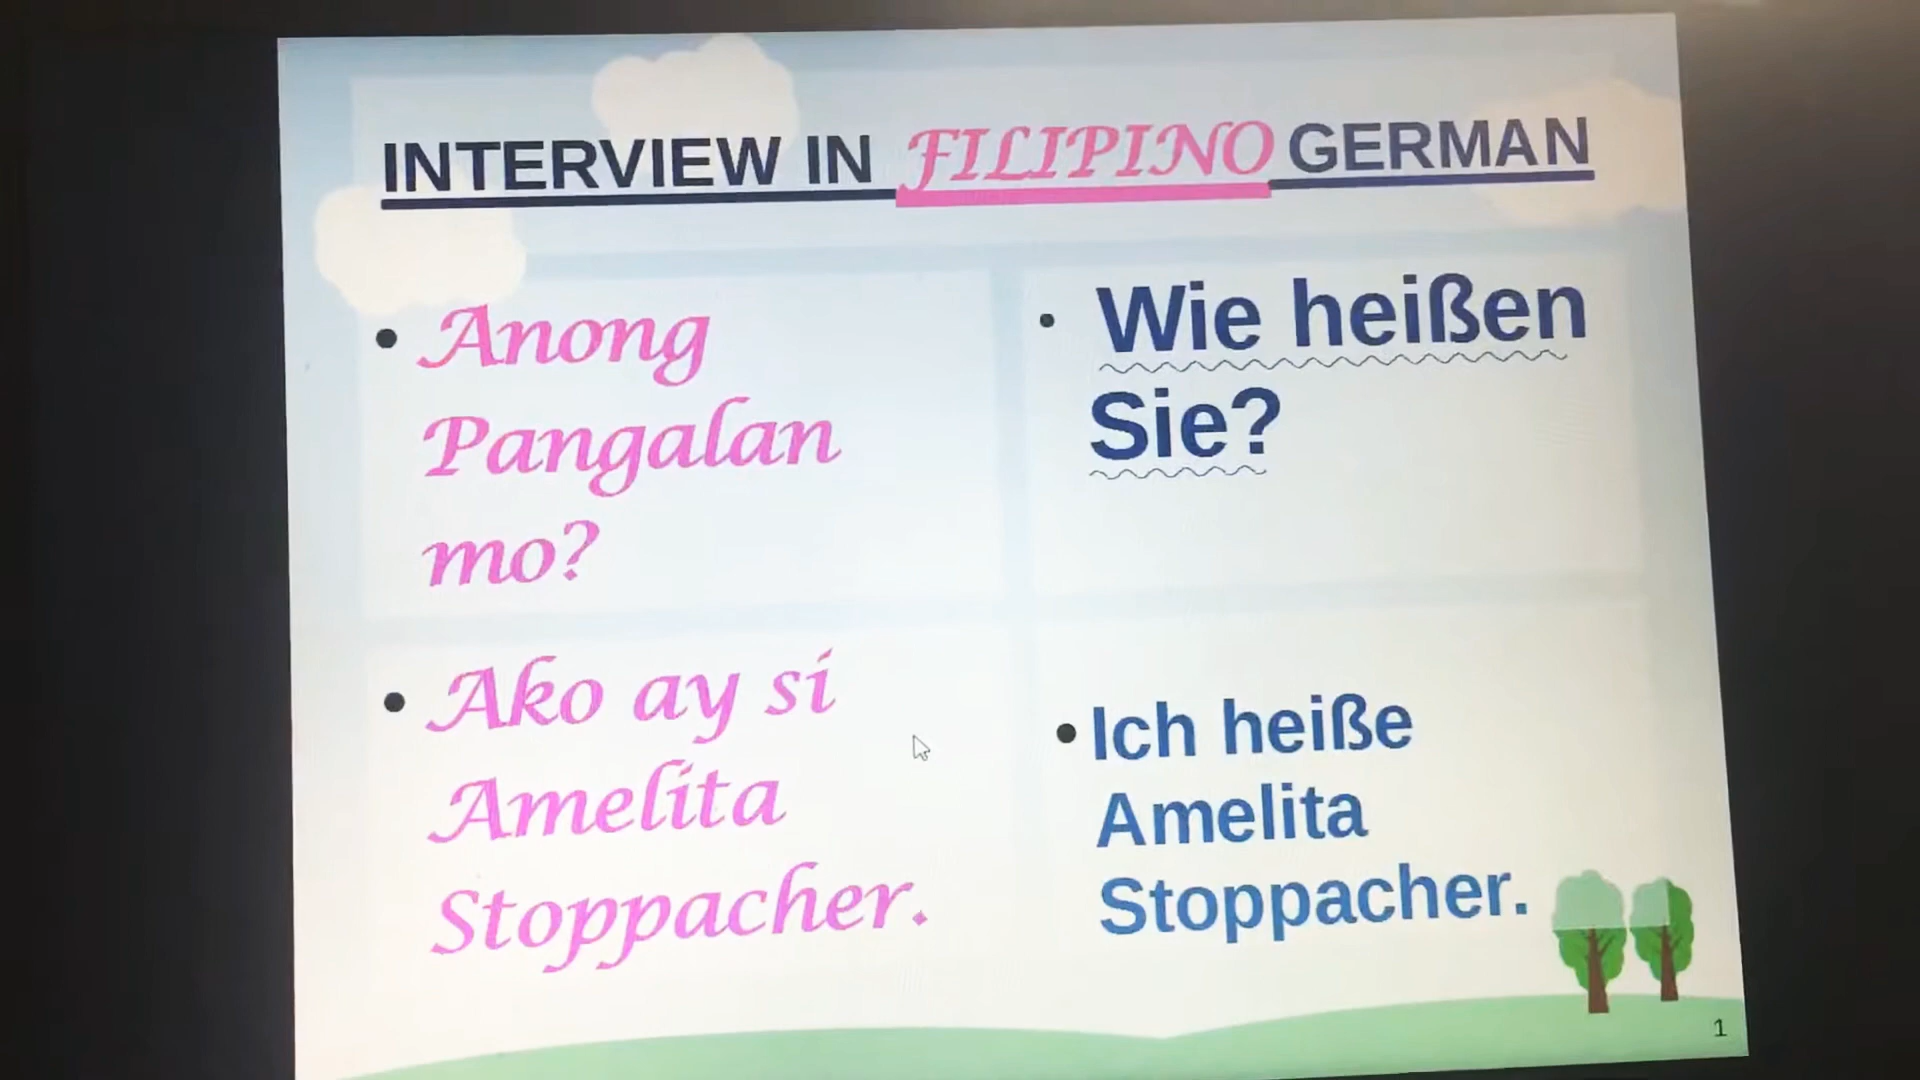 INTERVIEW IN FILIPINO GERMAN
• Anong
Pangalan
mo?
• Wie heißen
Sie?
• Ako ay si
Amelita
Stoppacher.
• Ich heiße
Amelita
Stoppacher.
1